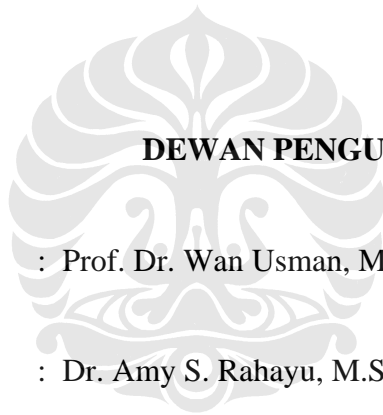 DEWAN PENGU
: Prof. Dr. Wan Usman, M
: Dr. Amy S. Rahayu, M.S